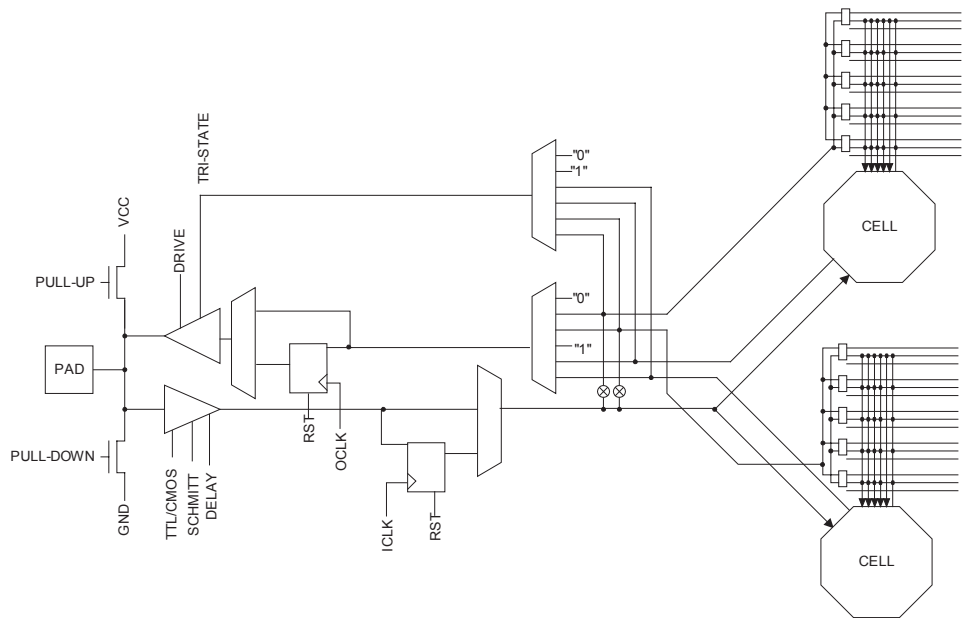 "0"
"1"
TRI-STATE
VCC
CELL
DRIVE
PULL-UP
"0"
"1"
PAD
RST
OCLK
PULL-DOWN
GND
TTL/CMOS
SCHMITT
DELAY
ICLK
RST
CELL